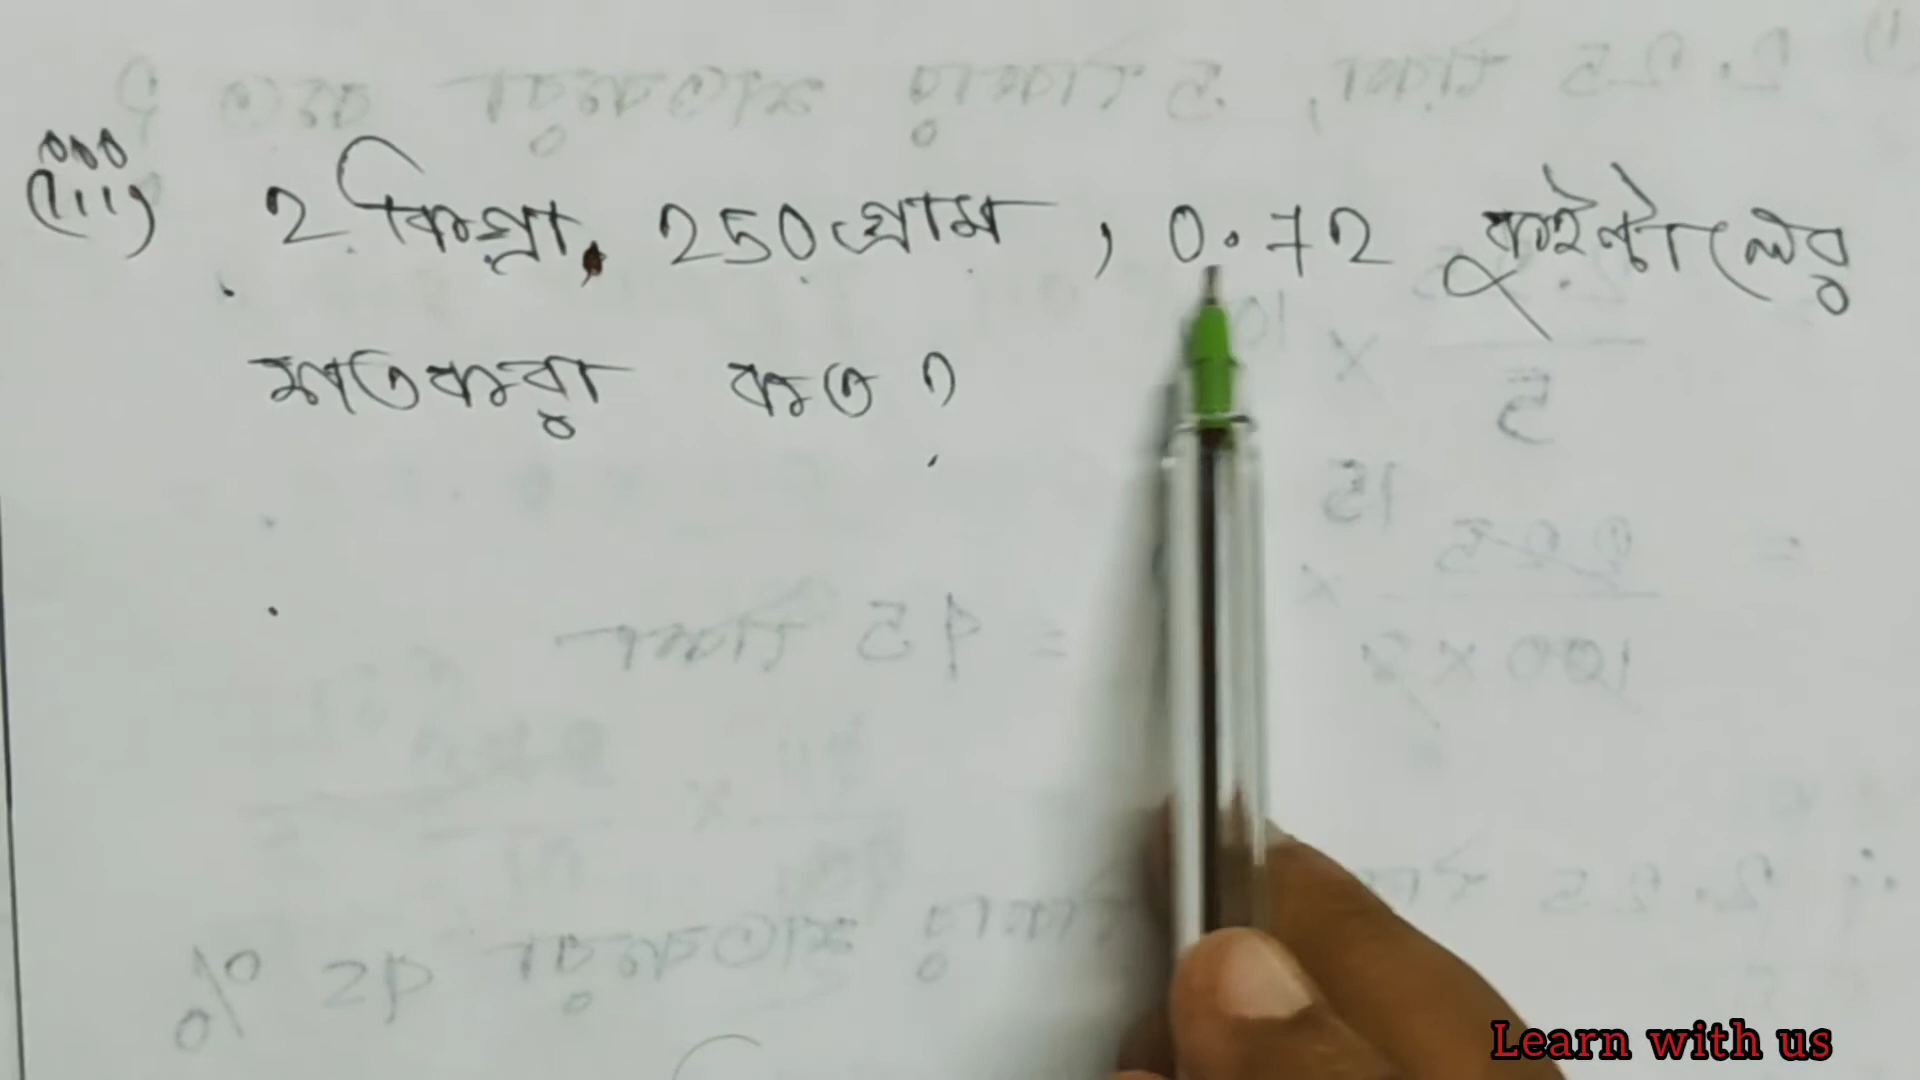 (iii) 2 কিগ্রা. 250 গ্রাম , 0.72 কুইন্টালের
শতকরা কত ?
Learn with us